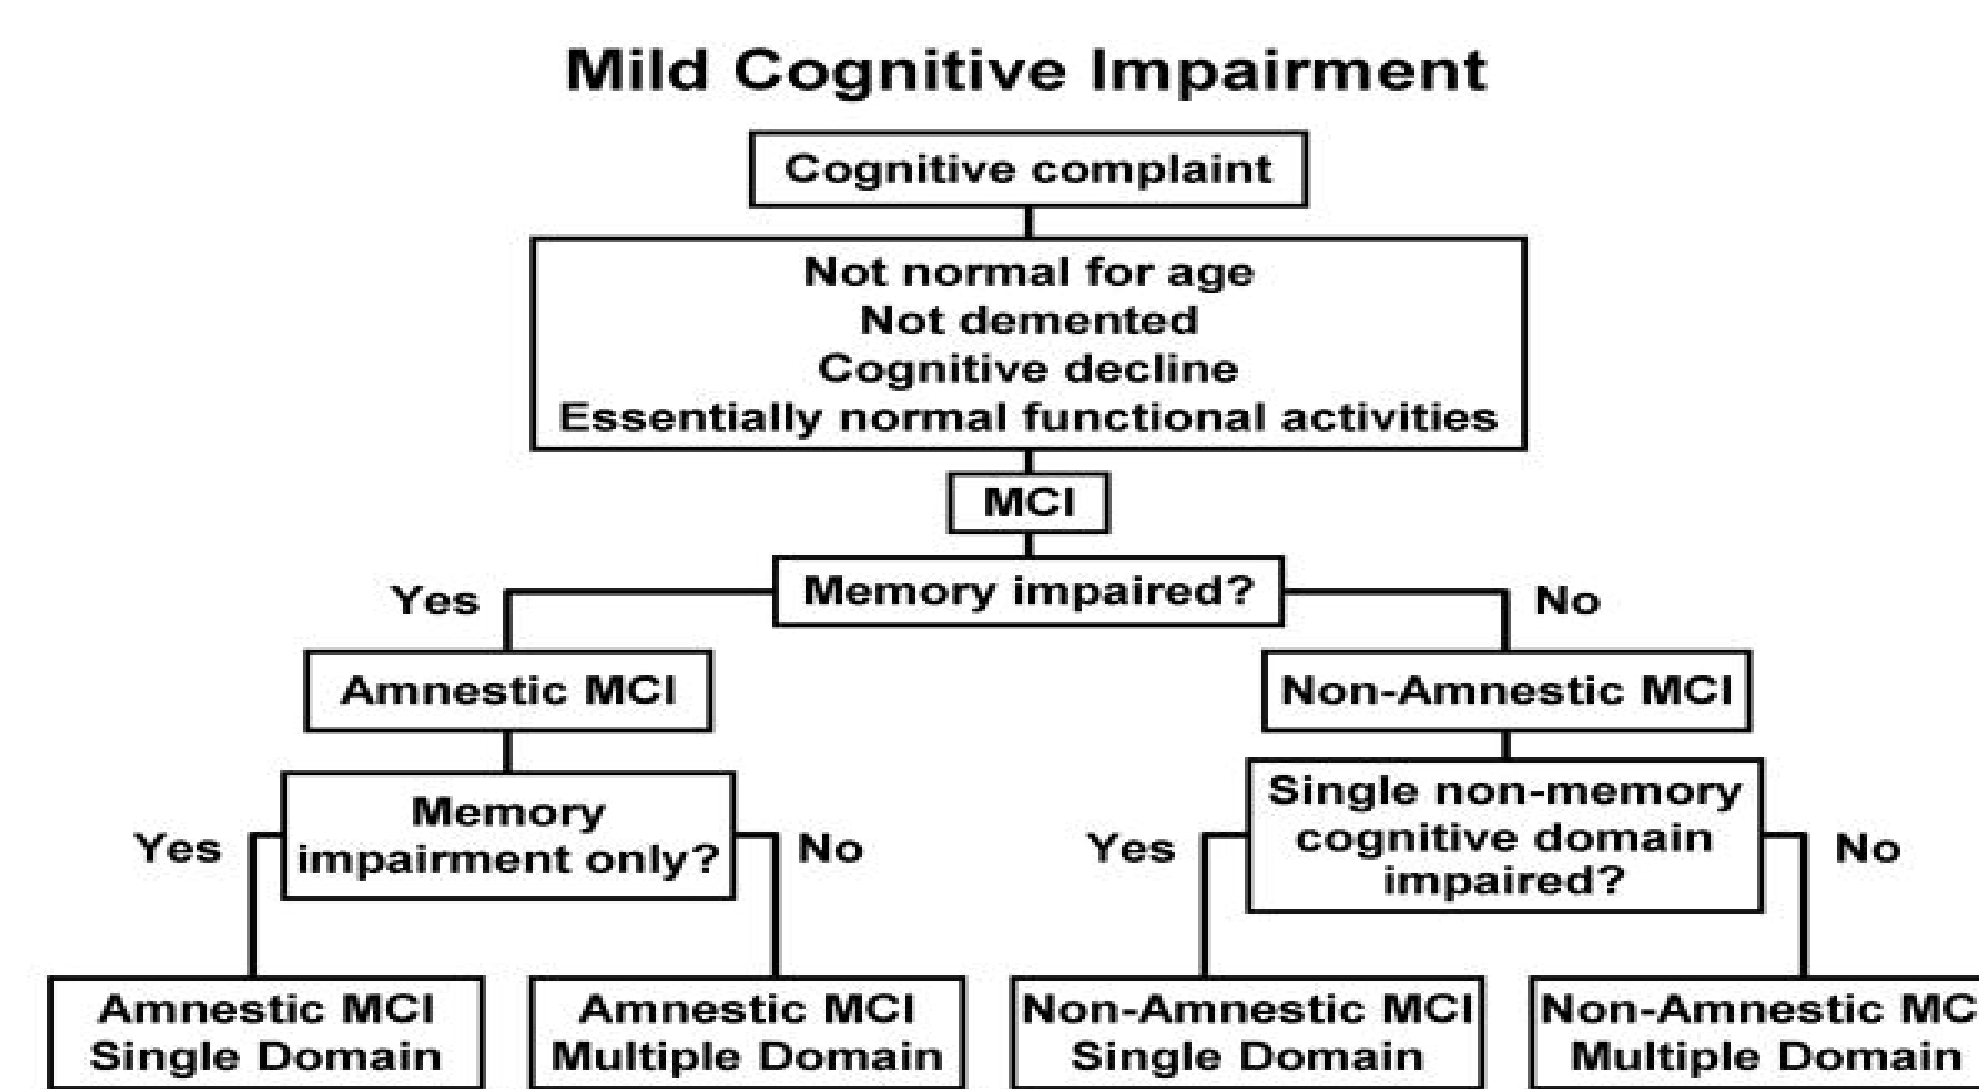 Mild Cognitive Impairment
Cognitive complaint
Not normal for age
Not demented
Cognitive decline
Essentially normal functional activities
MCI
Memory impaired?
Yes
No
Amnestic MCI
Non-Amnestic MCI
Memory
impairment only?
Yes
No
Single non-memory
cognitive domain
impaired?
Yes
No
Amnestic MCI
Single Domain
Amnestic MCI
Multiple Domain
Non-Amnestic MCI
Single Domain
Non-Amnestic MC
Multiple Domain